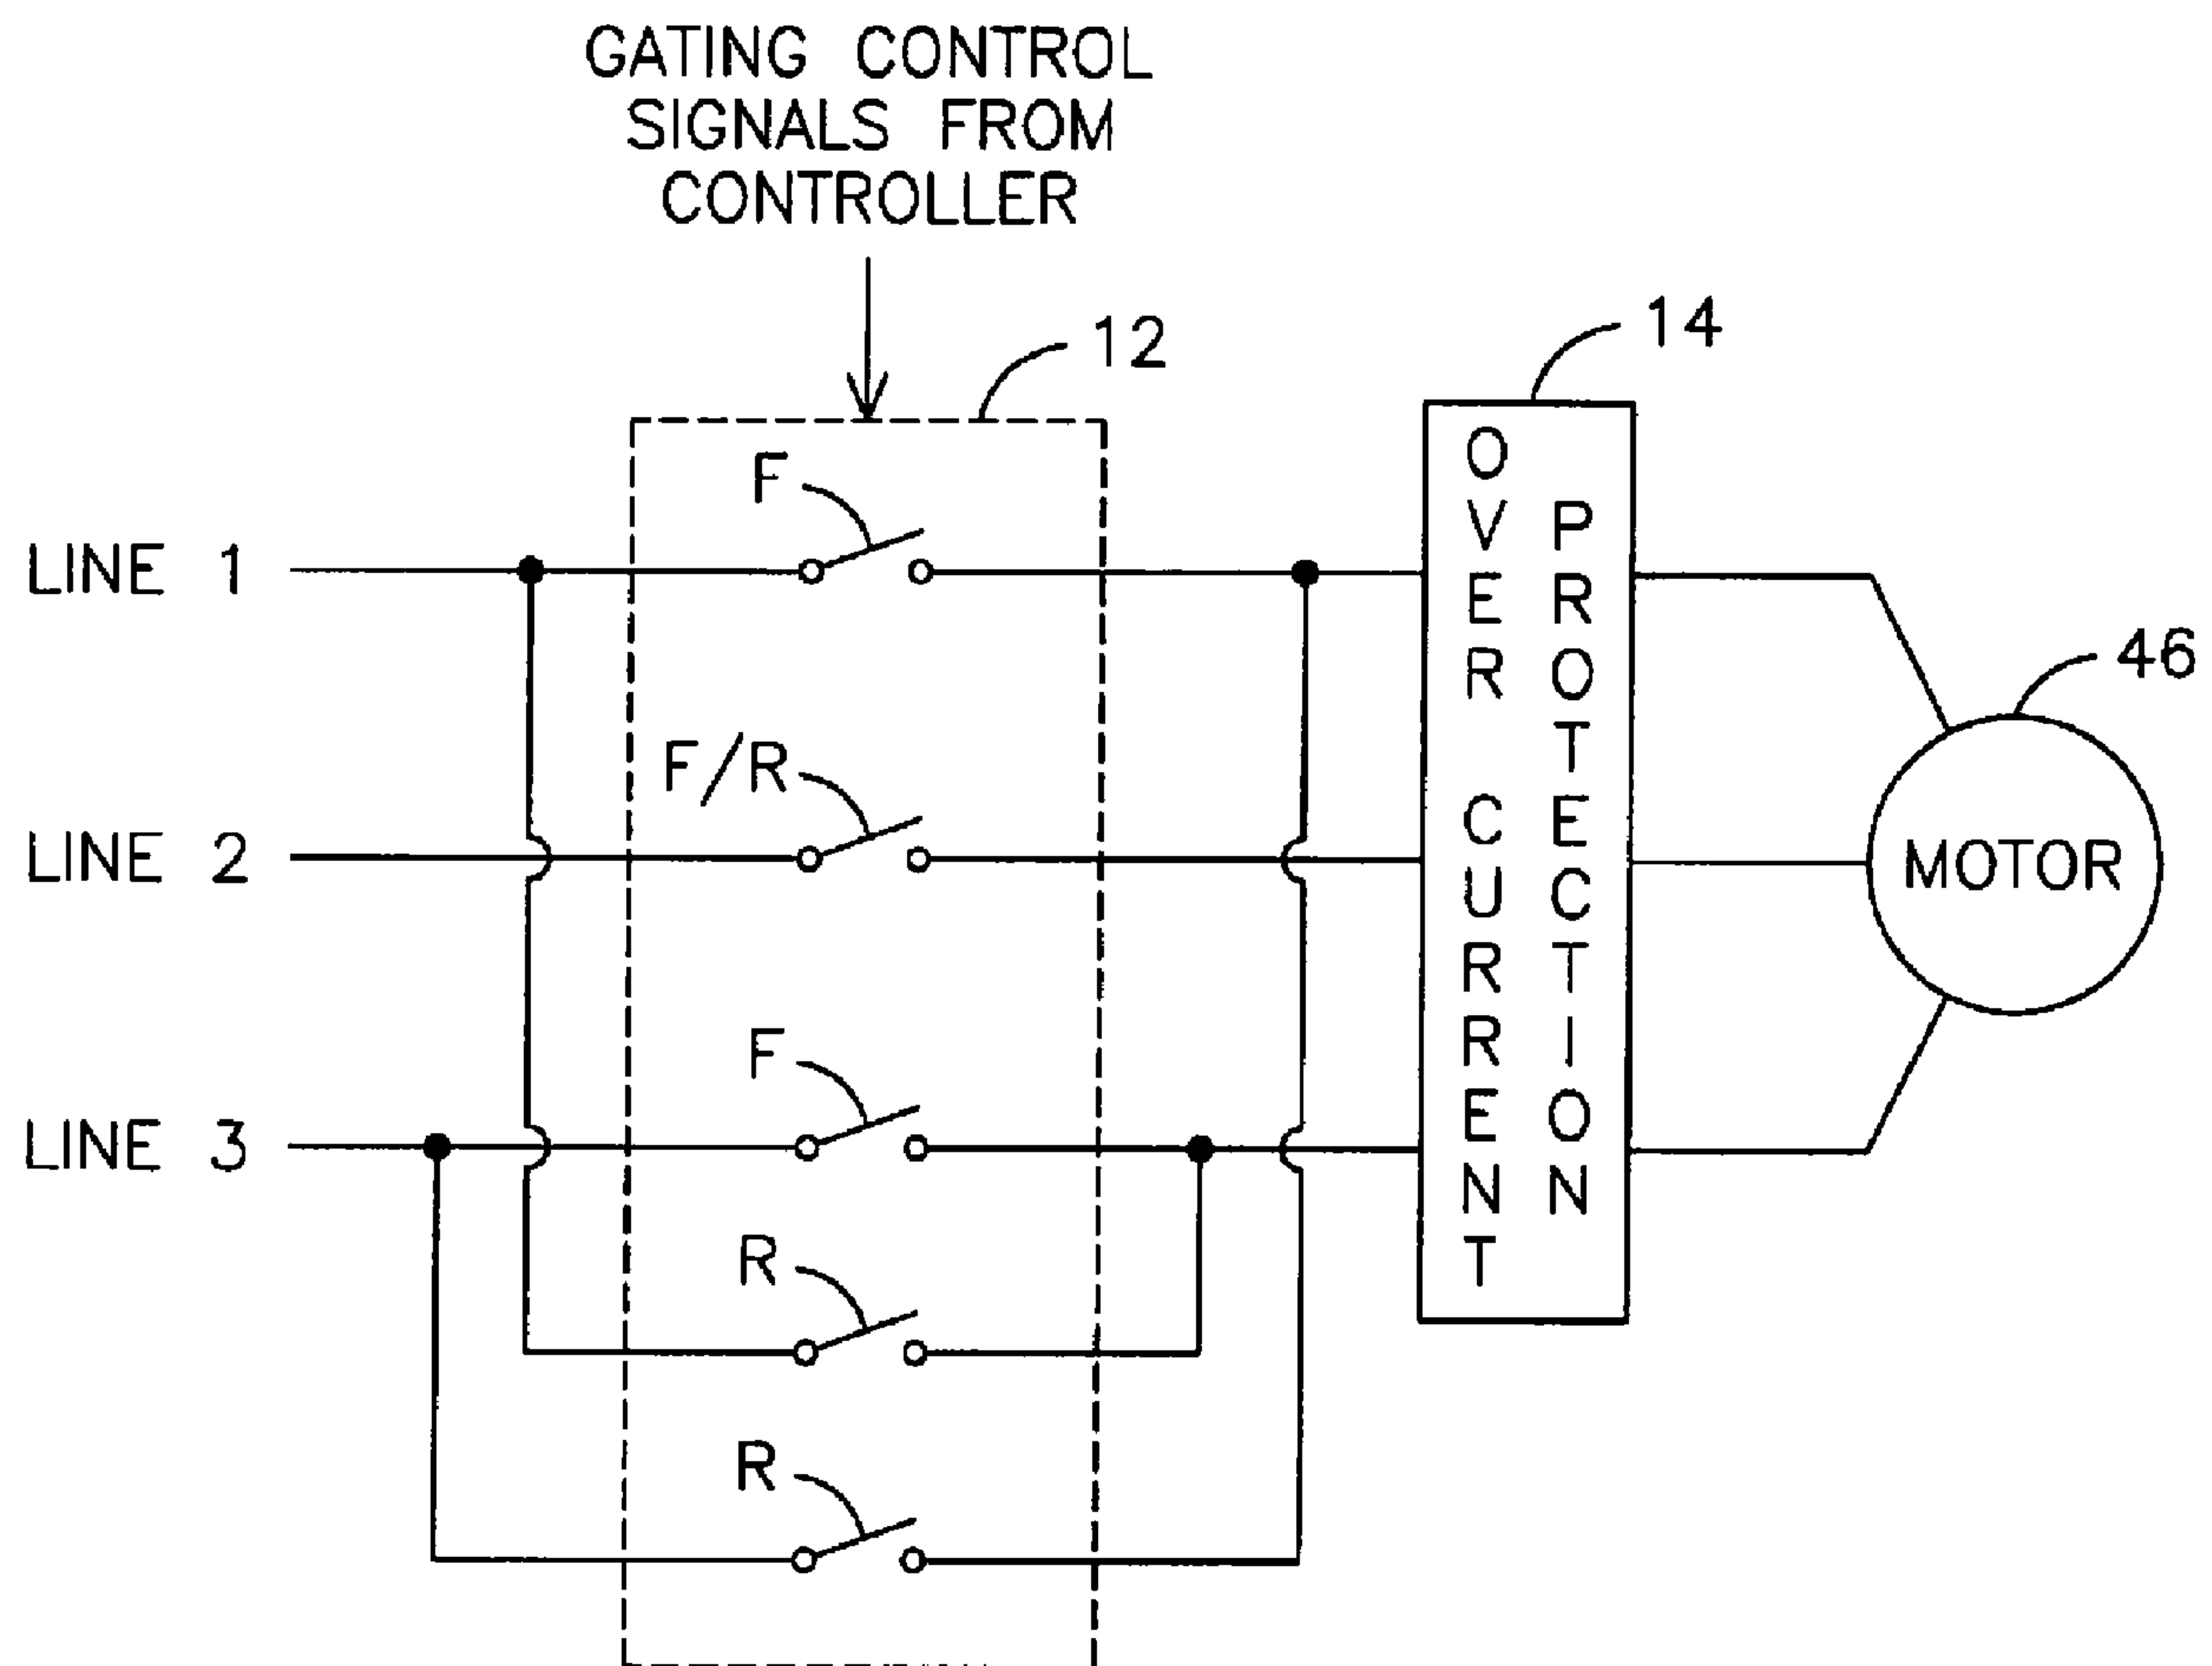 GATING CONTROL
SIGNALS FROM
CONTROLLER
12
14
F
LINE 1
46
F/R
LINE 2
OVER CURRENT
PROTECTION
MOTOR
F
LINE 3
R
R